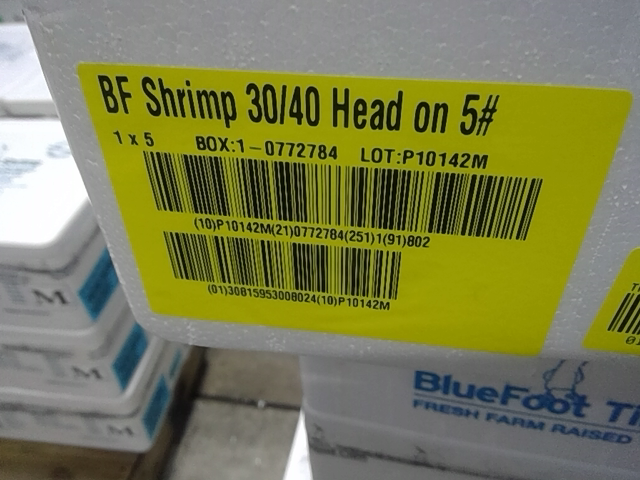 BF Shrimp 30/40 Head on 5#
1 x 5 BOX:1-0772784 LOT:P10142M
(10)P10142M(21)0772784(251)1(91)802
(01)30815953008024(10)P10142M
M
M
M
BlueFoot
FRESH FARM RAISED